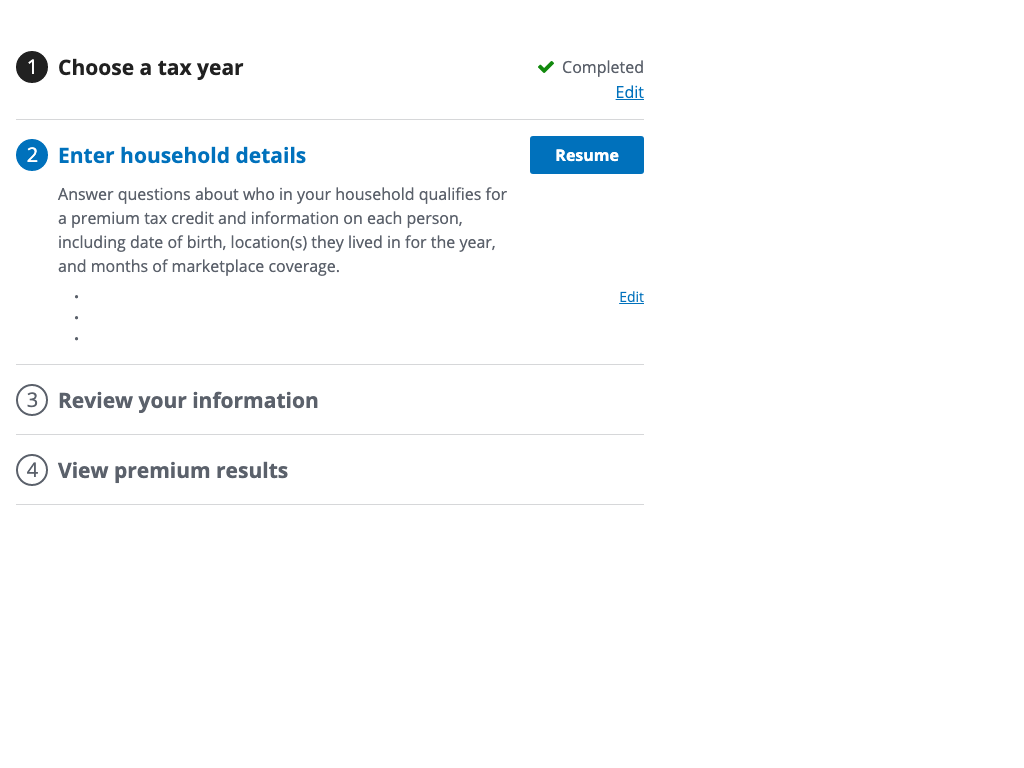 1 Choose a tax year
Completed
Edit
2 Enter household details
Resume
Answer questions about who in your household qualifies for
a premium tax credit and information on each person,
including date of birth, location(s) they lived in for the year,
and months of marketplace coverage.
Edit
3 Review your information
4 View premium results